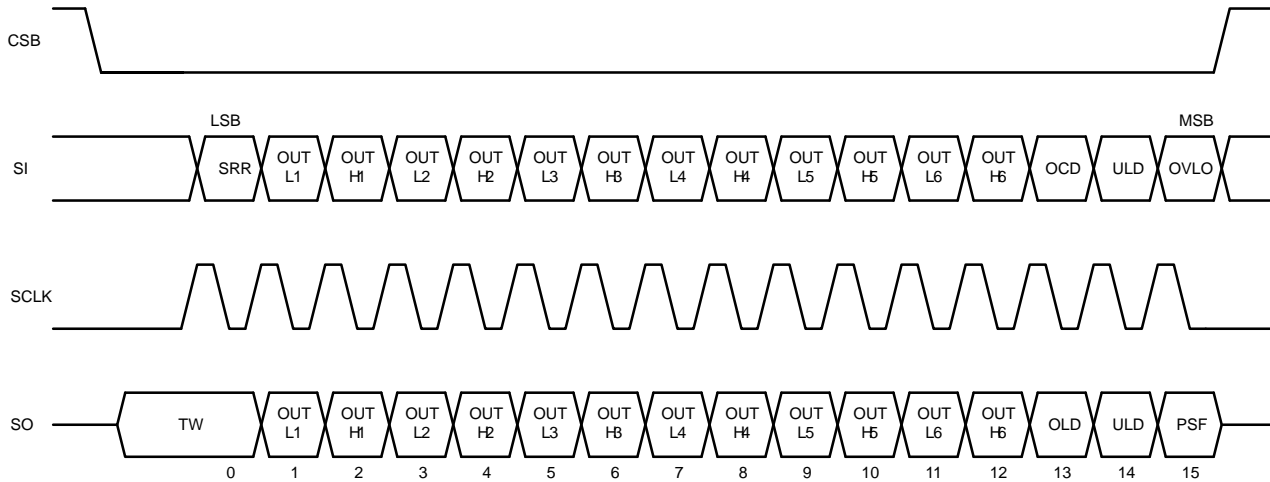 CSB
LSB MSB
SI SRR OUT L1 OUT H1 OUT L2 OUT H2 OUT L3 OUT H3 OUT L4 OUT H4 OUT L5 OUT H5 OUT L6 OUT H6 OCD ULD OVLO
SCLK
SO TW OUT L1 OUT H1 OUT L2 OUT H2 OUT L3 OUT H3 OUT L4 OUT H4 OUT L5 OUT H5 OUT L6 OUT H6 OLD ULD PSF
0 1 2 3 4 5 6 7 8 9 10 11 12 13 14 15